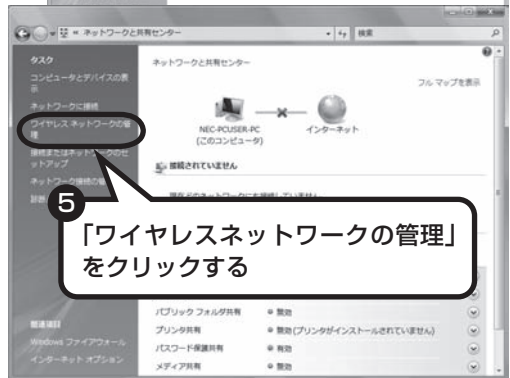 ネットワークと共有センター
検索
タスク
コンピュータとデバイスの表
示
ネットワークに接続
ワイヤレス ネットワークの管
理
接続またはネットワークのセ
ットアップ
ネットワーク接続の管
診断
ネットワークと共有センター
フル マップを表示
NEC-PCUSER-PC
(このコンピュータ)
インターネット
接続されていません
5
「ワイヤレスネットワークの管理」
をクリックする
パブリック フォルダ共有 無効
プリンタ共有 無効 (プリンタがインストールされていません)
パスワード保護共有 有効
メディア共有 無効
関連項目
Windows ファイアウォール
インターネット オプション